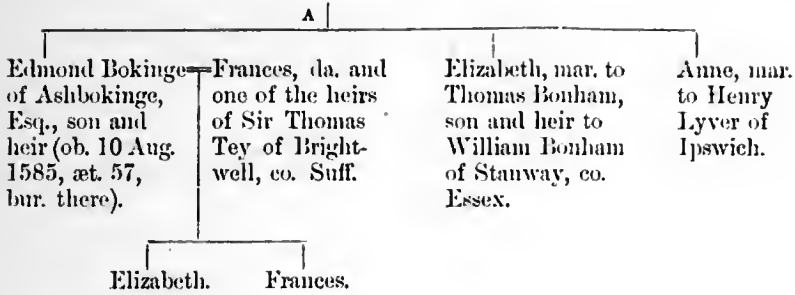 A
Edmond Bokinge
of Ashbokinge,
Esq., son and
heir (ob. 10 Aug.
1585, æt. 57,
bur. there).
Frances, da. and
one of the heirs
of Sir Thomas
Tey of Bright-
well, co. Suff.
Elizabeth, mar. to
Thomas Bonham,
son and heir to
William Bonham
of Stanway, co.
Essex.
Anne, mar.
to Henry
Lyver of
Ipswich.
Elizabeth.
Frances.